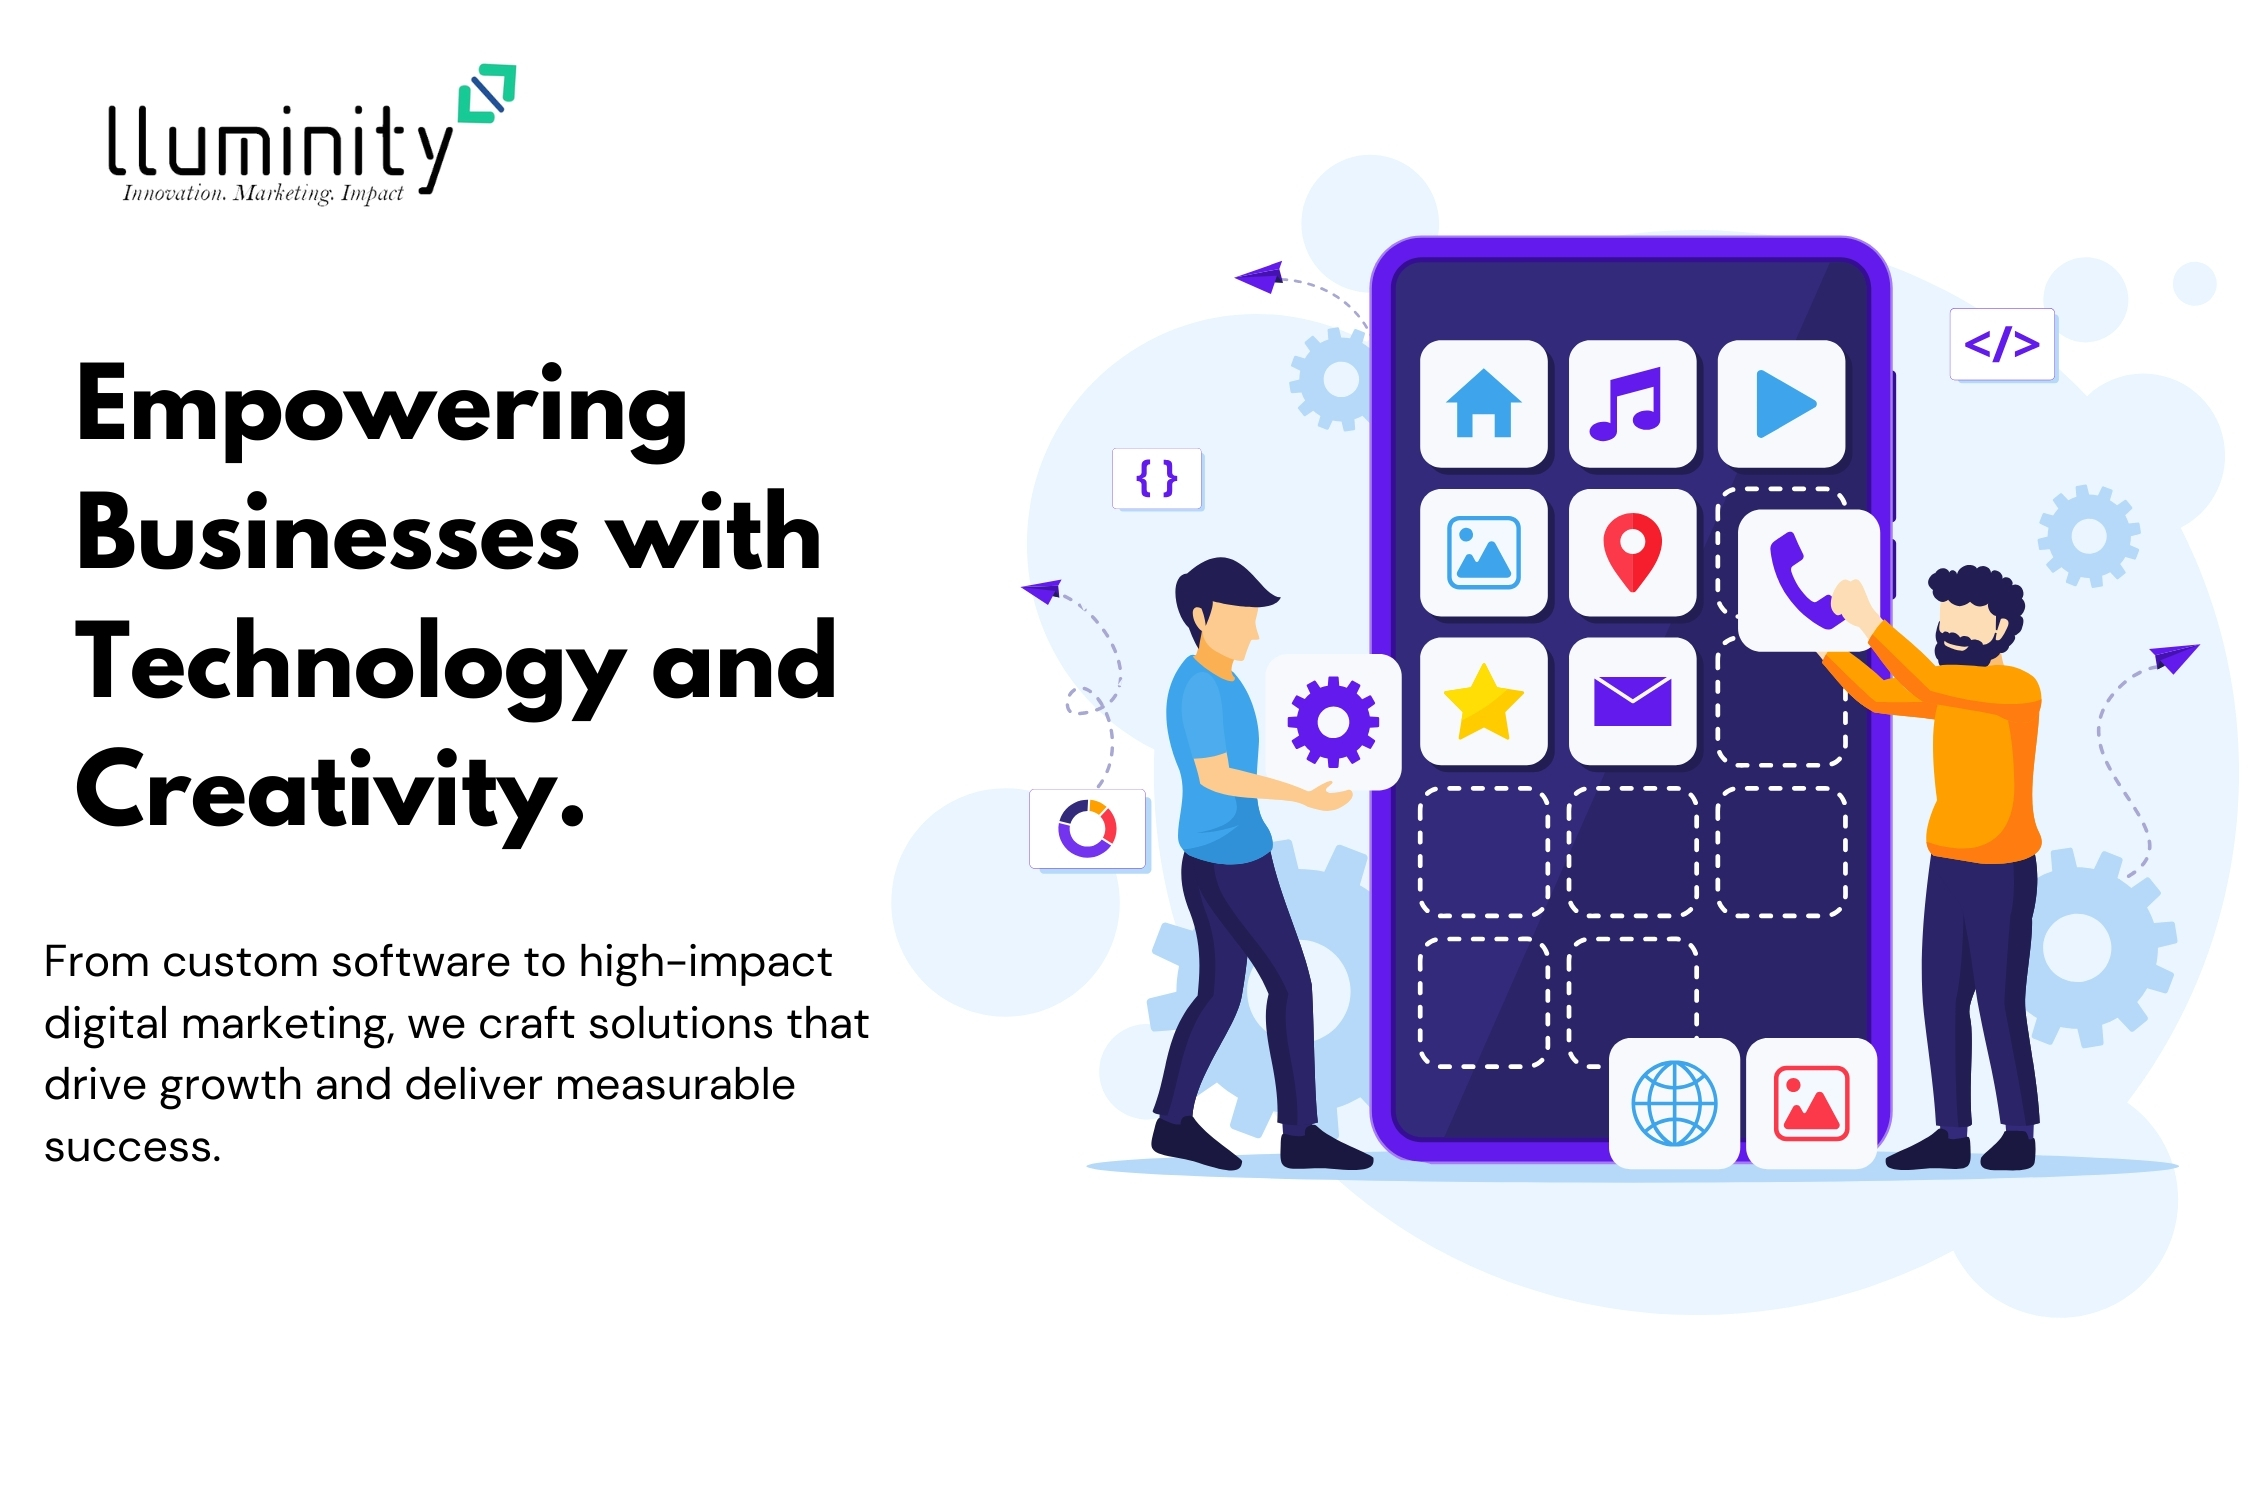 lluminity
Innovation. Marketing. Impact
Empowering
Businesses with
Technology and
Creativity.
From custom software to high-impact
digital marketing, we craft solutions that
drive growth and deliver measurable
success.
{ }
</>